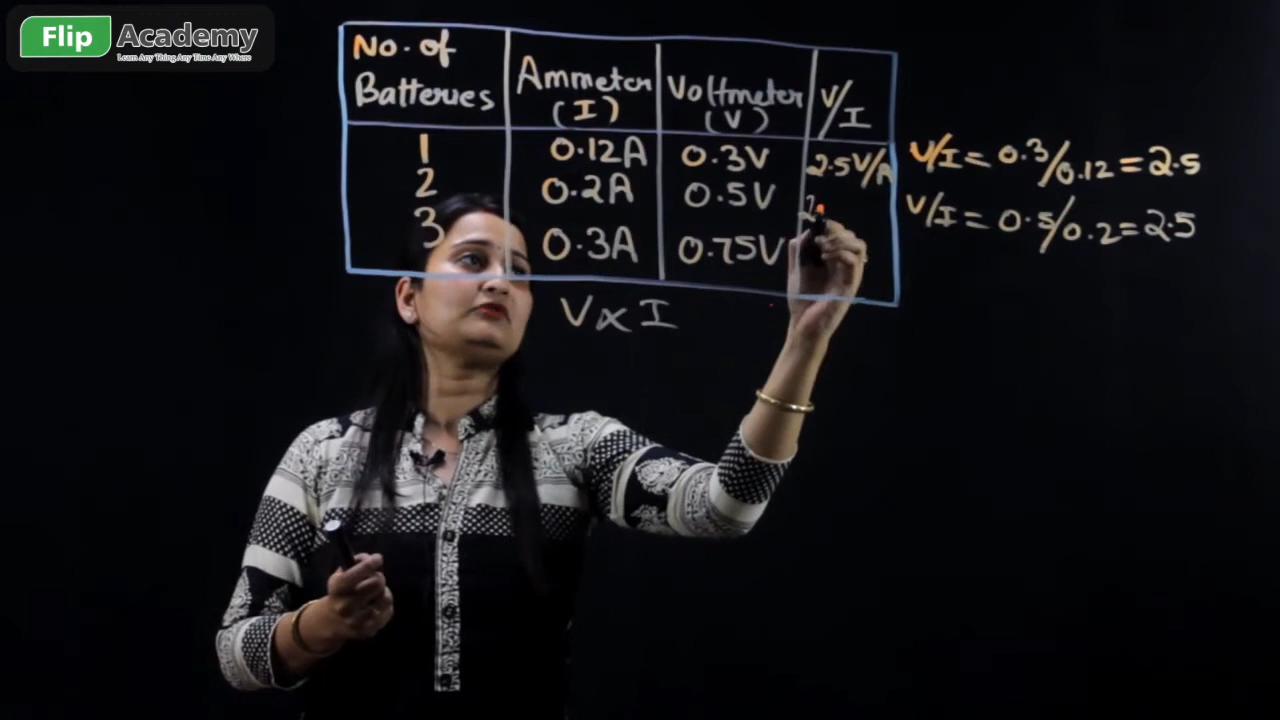 Flip Academy
Learn Any Thing Any Time Any Where
No. of Batteries Ammeter (I) Voltmeter (V) V/I
1 0.12A 0.3V 2.5V/A V/I = 0.3/0.12 = 2.5
2 0.2A 0.5V 2. V/I = 0.5/0.2 = 2.5
3 0.3A 0.75V
V x I